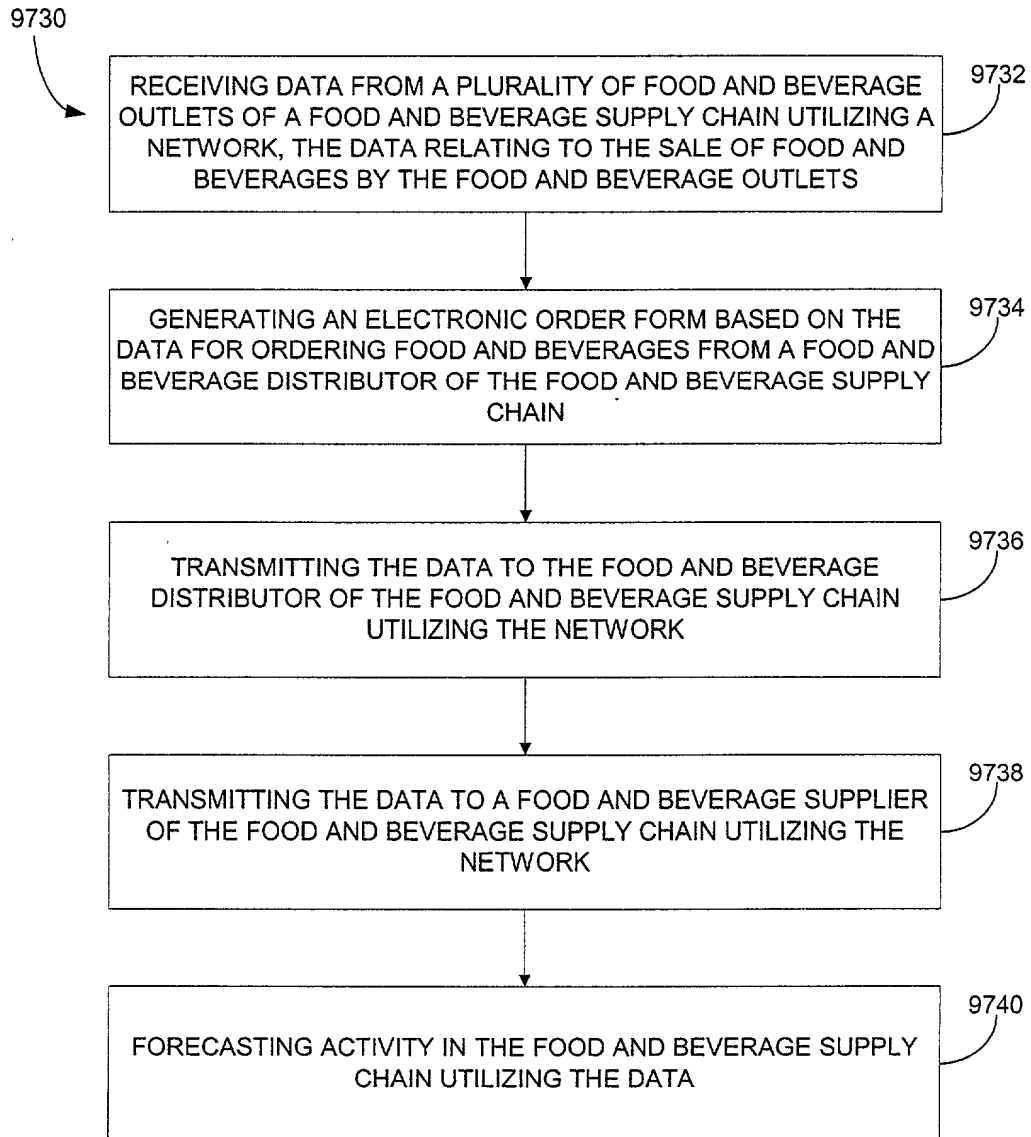 9730
RECEIVING DATA FROM A PLURALITY OF FOOD AND BEVERAGE
OUTLETS OF A FOOD AND BEVERAGE SUPPLY CHAIN UTILIZING A
NETWORK, THE DATA RELATING TO THE SALE OF FOOD AND
BEVERAGES BY THE FOOD AND BEVERAGE OUTLETS
9732
GENERATING AN ELECTRONIC ORDER FORM BASED ON THE
DATA FOR ORDERING FOOD AND BEVERAGES FROM A FOOD AND
BEVERAGE DISTRIBUTOR OF THE FOOD AND BEVERAGE SUPPLY
CHAIN
9734
TRANSMITTING THE DATA TO THE FOOD AND BEVERAGE
DISTRIBUTOR OF THE FOOD AND BEVERAGE SUPPLY CHAIN
UTILIZING THE NETWORK
9736
TRANSMITTING THE DATA TO A FOOD AND BEVERAGE SUPPLIER
OF THE FOOD AND BEVERAGE SUPPLY CHAIN UTILIZING THE
NETWORK
9738
FORECASTING ACTIVITY IN THE FOOD AND BEVERAGE SUPPLY
CHAIN UTILIZING THE DATA
9740